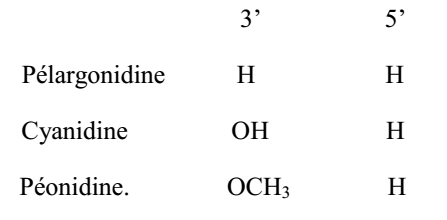 3’ 5’
Pélargonidine H H
Cyanidine OH H
Péonidine. OCH₃ H